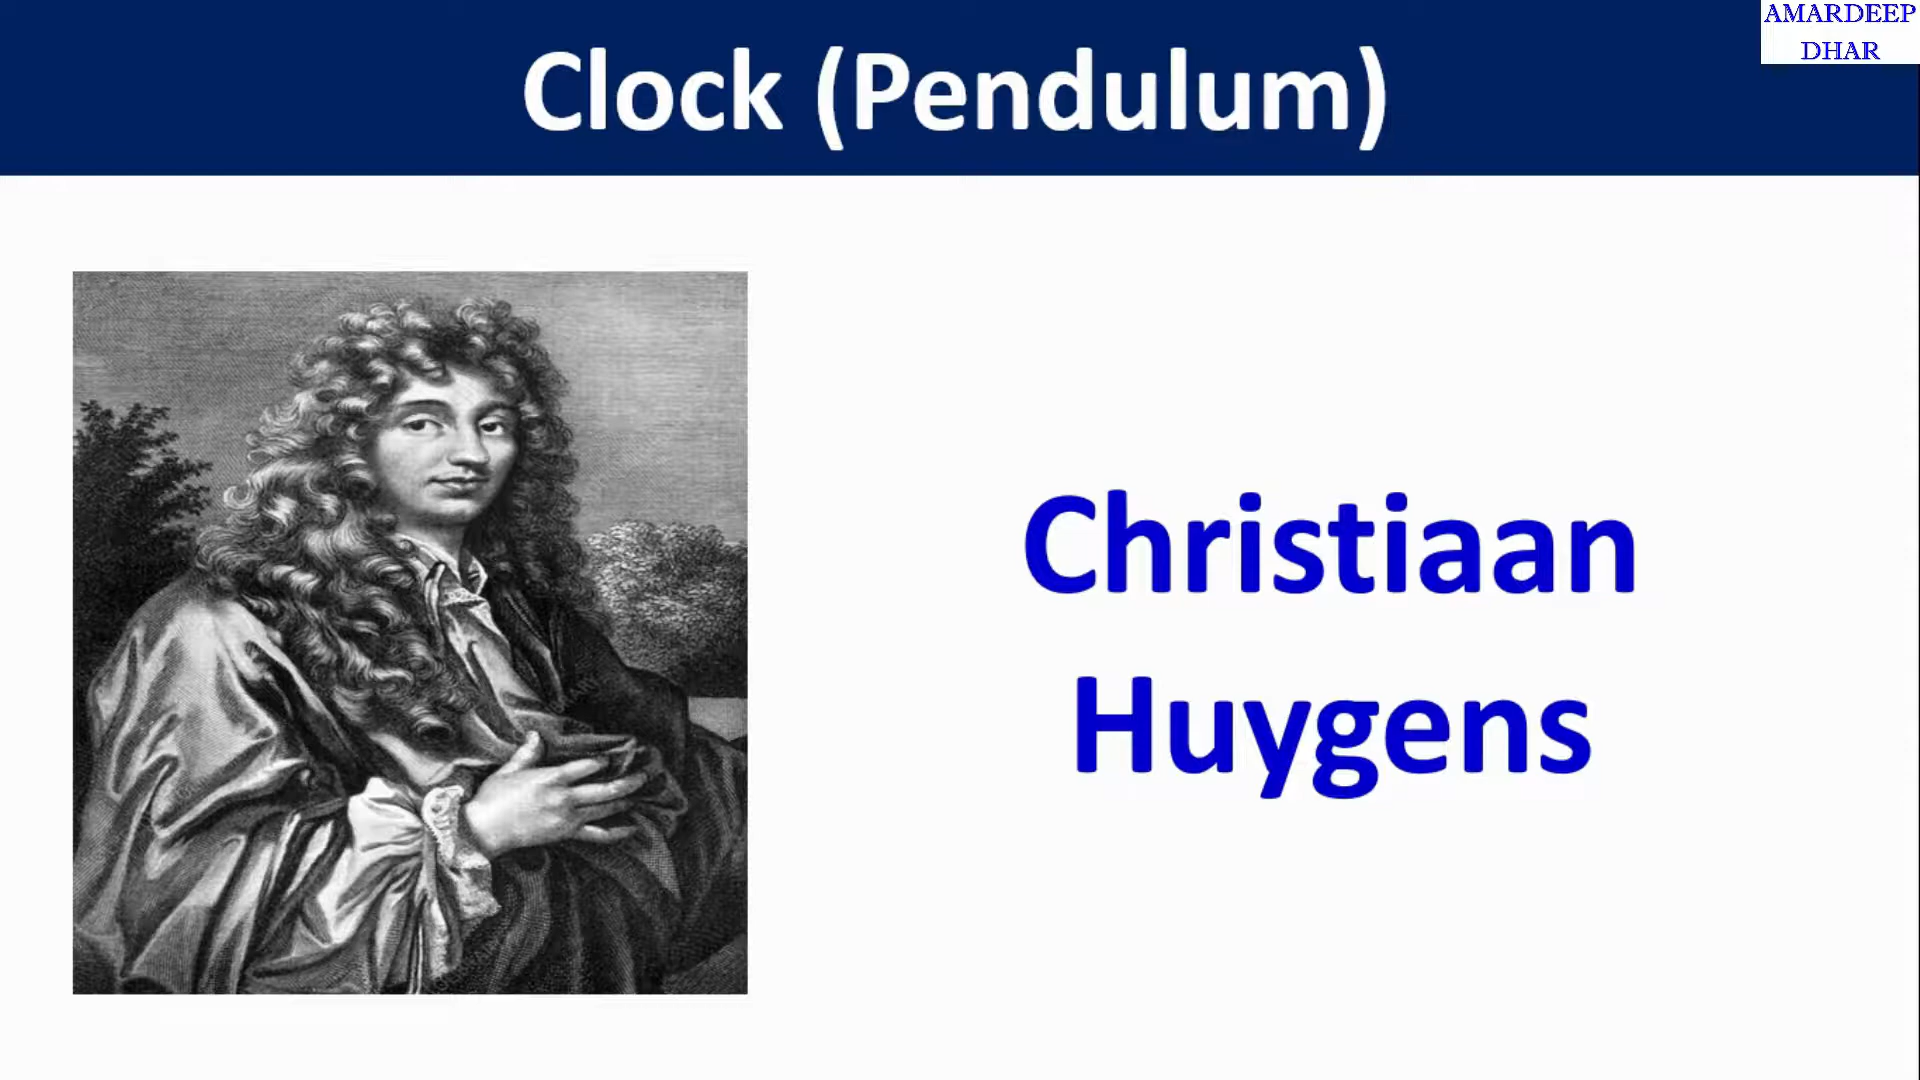 Clock (Pendulum)
AMARDEEP
DHAR
Christiaan
Huygens